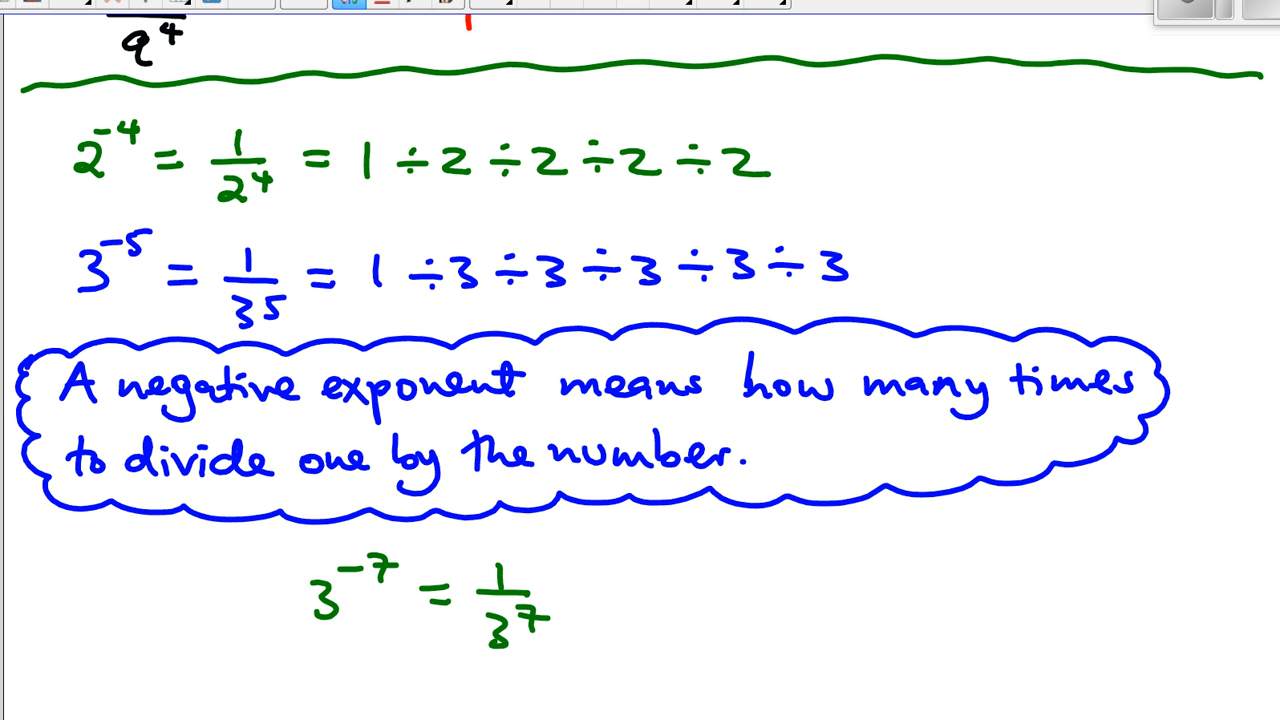 q⁴
2⁻⁴ = 1/2⁴ = 1 ÷ 2 ÷ 2 ÷ 2 ÷ 2
3⁻⁵ = 1/3⁵ = 1 ÷ 3 ÷ 3 ÷ 3 ÷ 3 ÷ 3
A negative exponent means how many times
to divide one by the number.
3⁻⁷ = 1/3⁷